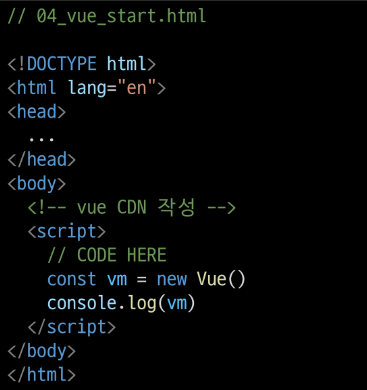 // 04_vue_start.html
<!DOCTYPE html>
<html lang="en">
<head>
...
</head>
<body>
<!-- vue CDN 작성 -->
<script>
// CODE HERE
const vm = new Vue()
console.log(vm)
</script>
</body>
</html>